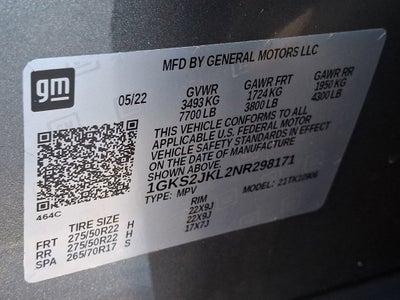 gm
MFD BY GENERAL MOTORS LLC
05/22
GVWR
3493 KG
7700 LB
GAWR FRT
1724 KG
3800 LB
GAWR RR
1950 KG
4300 LB
THIS VEHICLE CONFORMS TO ALL
APPLICABLE U.S. FEDERAL MOTOR
VEHICLE SAFETY STANDARDS IN
EFFECT ON THE DATE OF MANUFACTURE
SHOWN ABOVE.
1GKS2JKL2NR298171
TYPE: MPV
MODEL: 21TK10906
464C
TIRE SIZE RIM
FRT 275/50R22 H 22X9J
RR 275/50R22 H 22X9J
SPA 265/70R17 S 17X7J